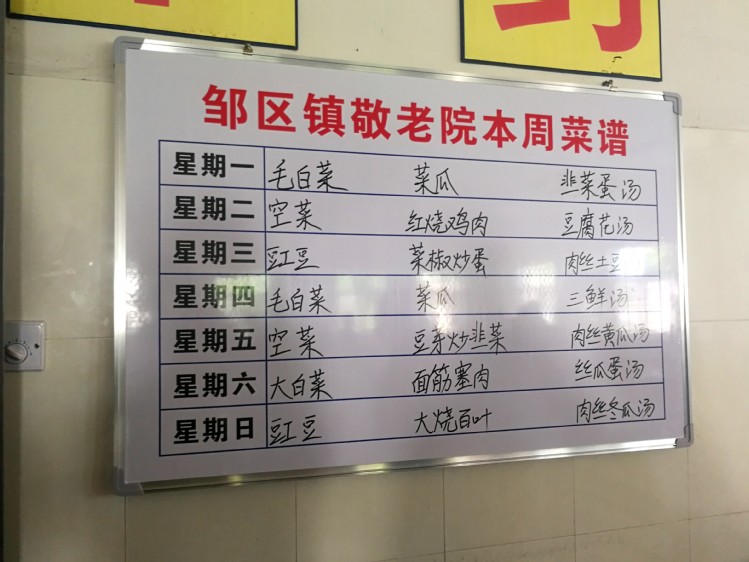 邹区镇敬老院本周菜谱
星期一 毛白菜 菜瓜 韭菜蛋汤
星期二 空菜 红烧鸡肉 豆腐花汤
星期三 豇豆 菜椒炒蛋 肉丝土豆
星期四 毛白菜 菜瓜 三鲜汤
星期五 空菜 豆芽炒韭菜 肉丝黄瓜汤
星期六 大白菜 面筋塞肉 丝瓜蛋汤
星期日 豇豆 大烧百叶 肉丝冬瓜汤